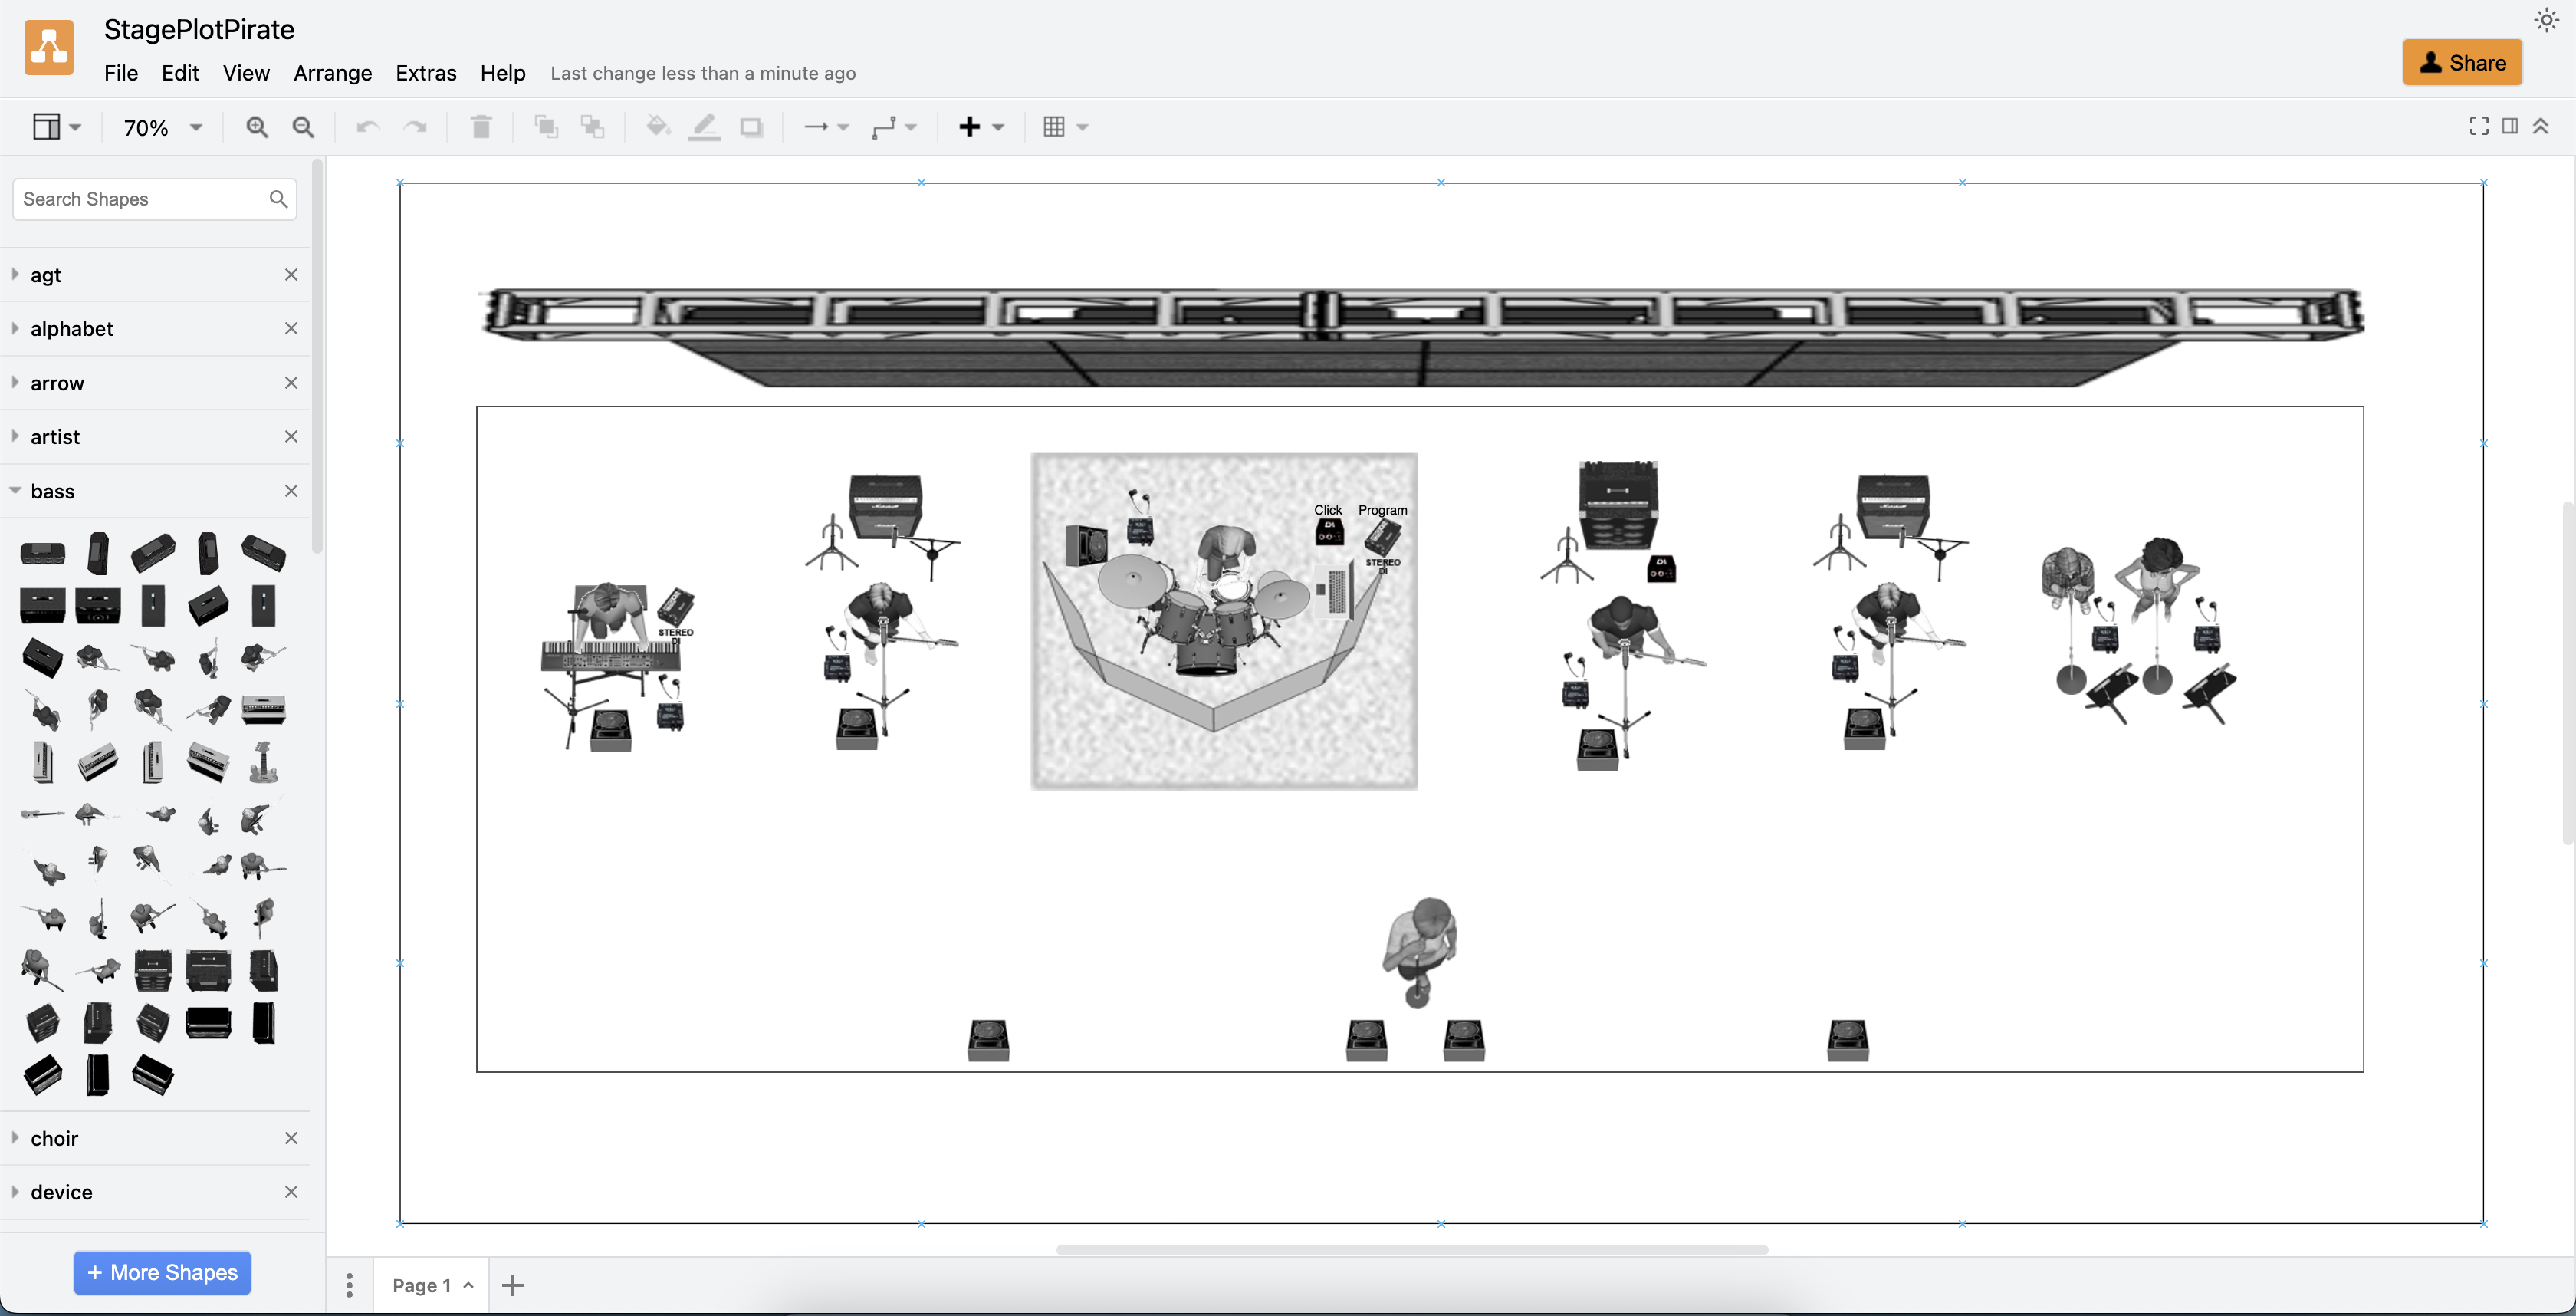 StagePlotPirate
File Edit View Arrange Extras Help Last change less than a minute ago
Share
70%
Search Shapes
agt
alphabet
arrow
artist
bass
choir
device
+ More Shapes
Click Program
DI
STEREO
DI
STEREO
DI
DI
Page 1